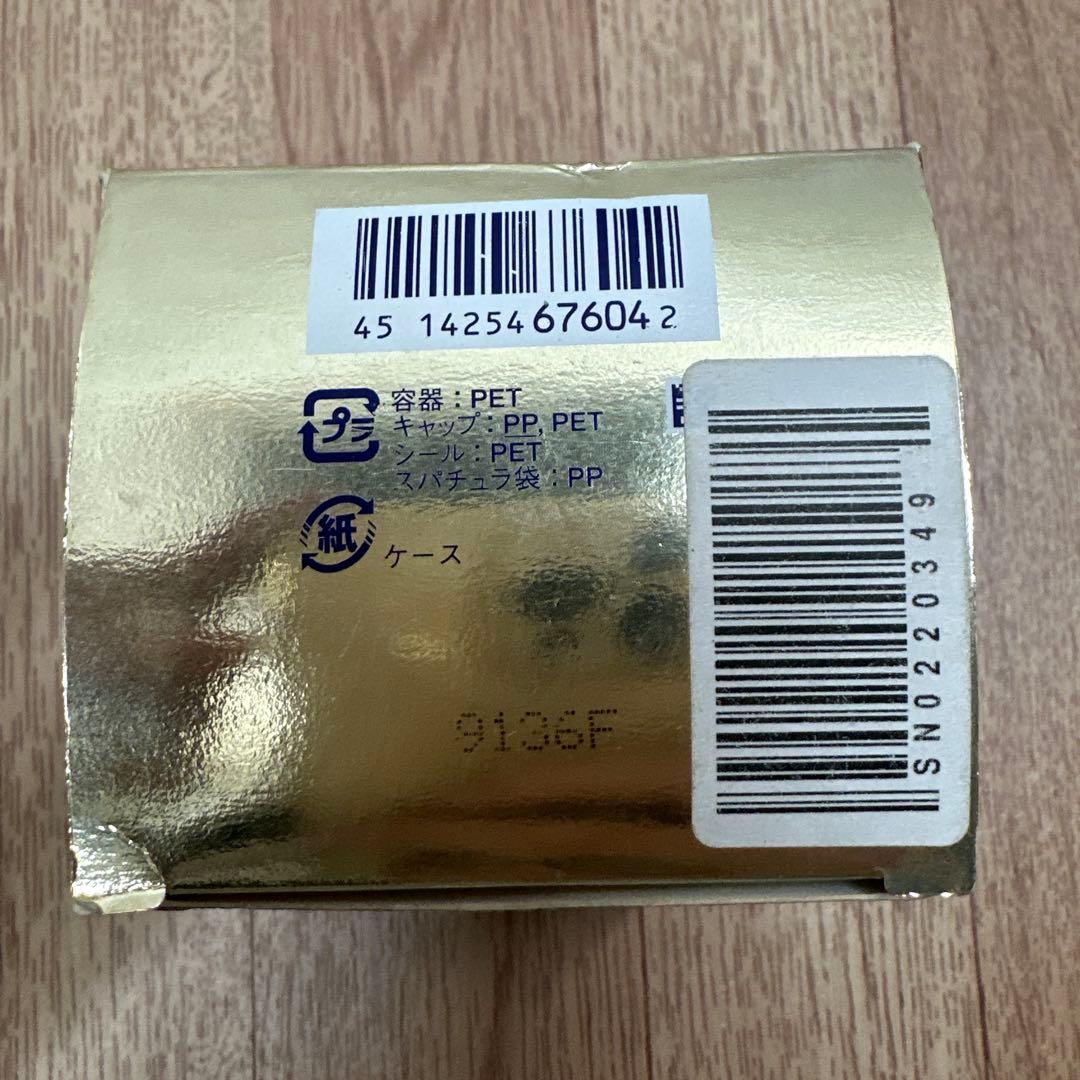 45 14254 67604 2
プラ
容器：PET
キャップ：PP, PET
シール：PET
スパチュラ袋：PP
紙
ケース
9136F
SN0220349